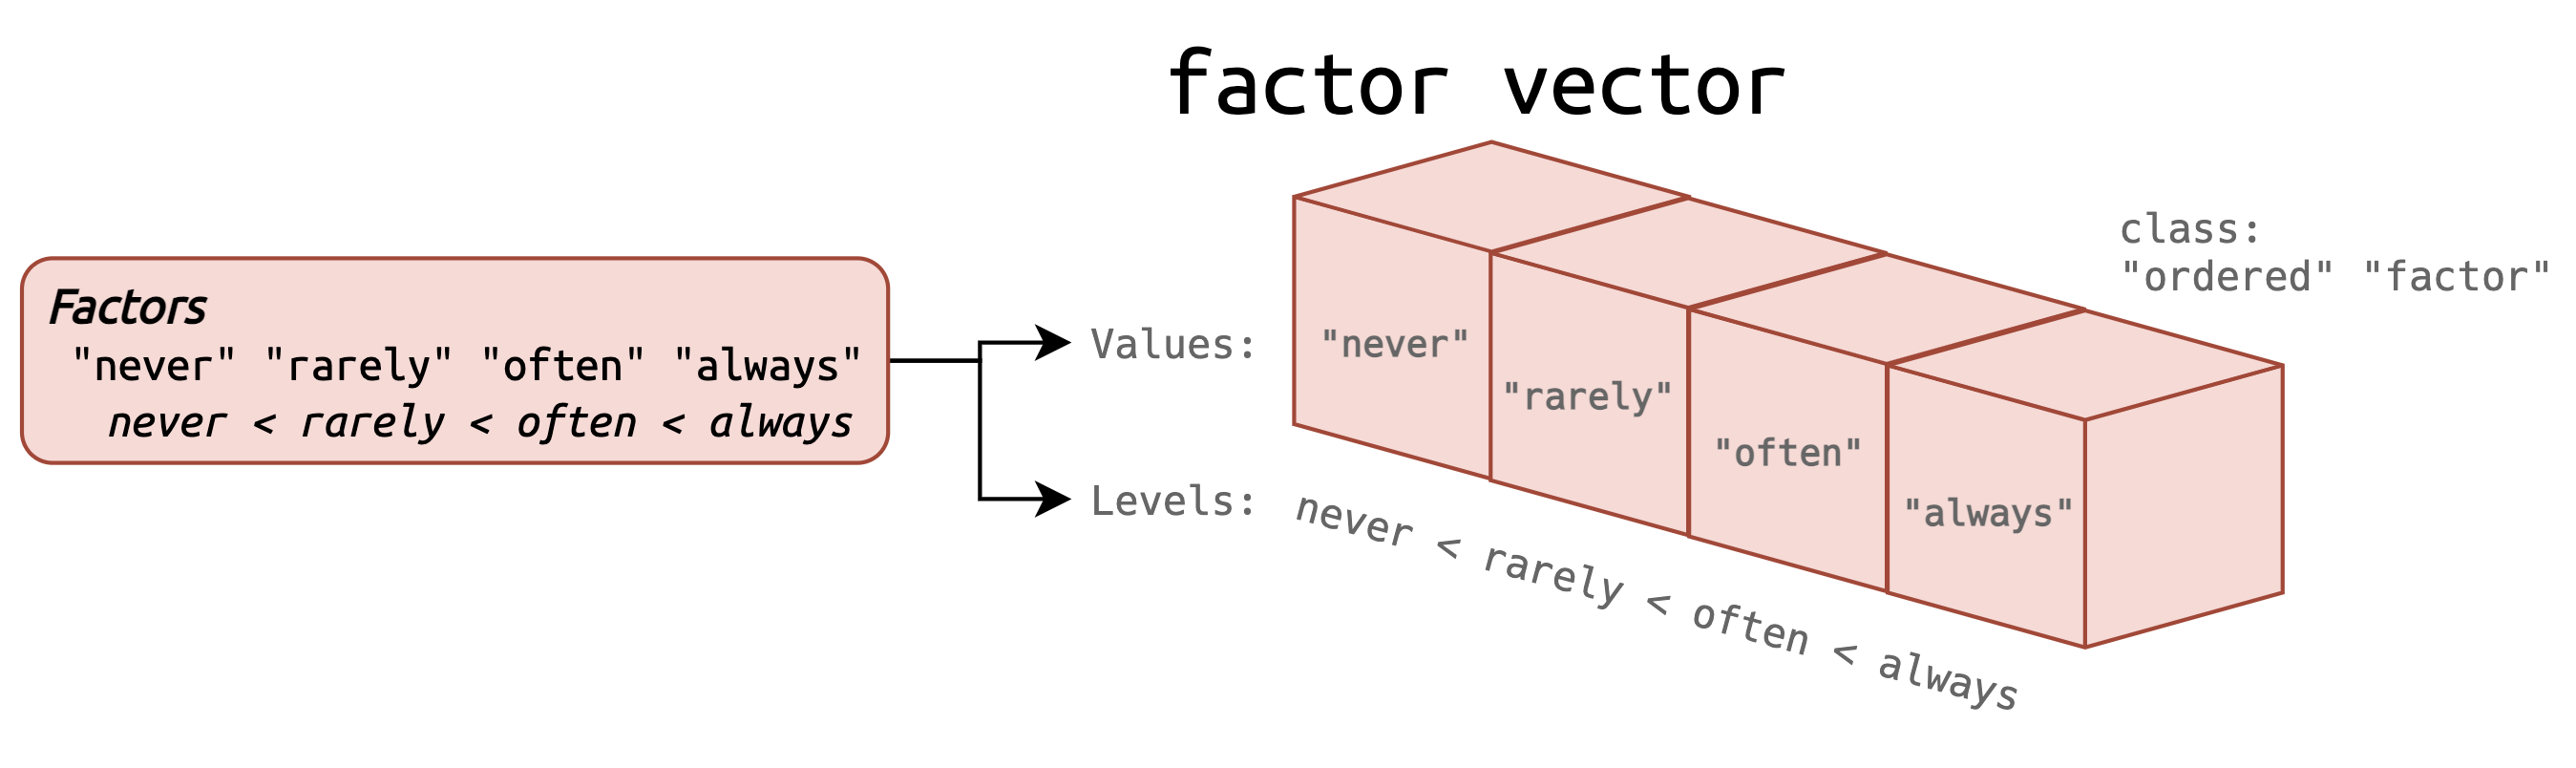 factor vector
class:
"ordered" "factor"
Factors
"never" "rarely" "often" "always"
never < rarely < often < always
Values:
"never"
"rarely"
"often"
"always"
Levels:
never < rarely < often < always